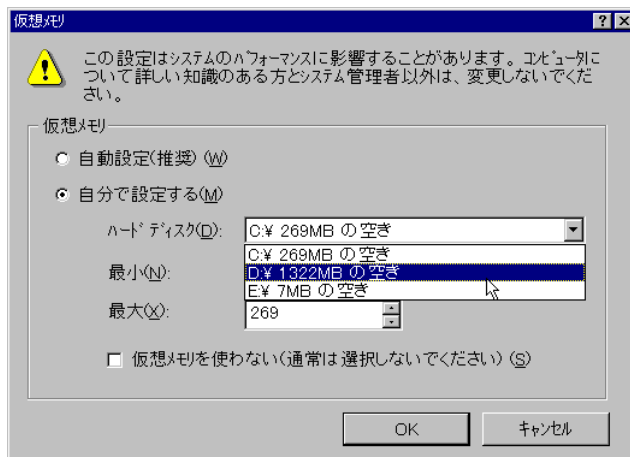 仮想ﾒﾓﾘ
この設定はｼｽﾃﾑのﾊﾟﾌｫｰﾏﾝｽに影響することがあります。ｺﾝﾋﾟｭｰﾀに
ついて詳しい知識のある方とｼｽﾃﾑ管理者以外は、変更しないでくだ
さい。
仮想ﾒﾓﾘ
自動設定(推奨) (W)
自分で設定する(M)
ﾊｰﾄﾞ ﾃﾞｨｽｸ(D):
C:¥ 269MB の空き
C:¥ 269MB の空き
最小(N):
D:¥ 1322MB の空き
E:¥ 7MB の空き
最大(X):
269
仮想ﾒﾓﾘを使わない(通常は選択しないでください) (S)
OK
ｷｬﾝｾﾙ